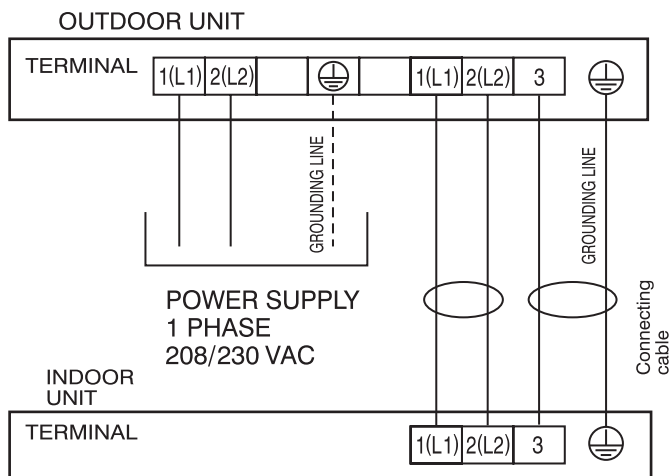 OUTDOOR UNIT
TERMINAL 1(L1) 2(L2) 1(L1) 2(L2) 3
GROUNDING LINE
GROUNDING LINE
POWER SUPPLY
1 PHASE
208/230 VAC
Connecting
cable
INDOOR
UNIT
TERMINAL 1(L1) 2(L2) 3